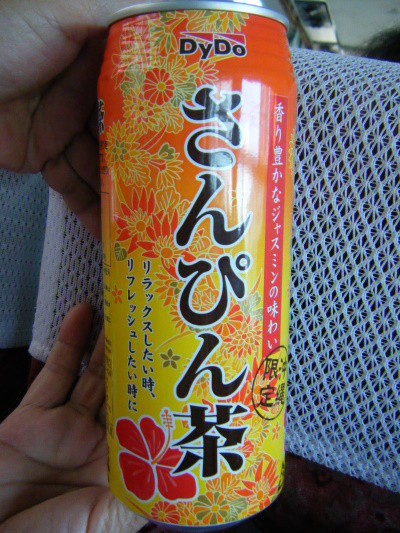 DyDo
香り豊かなジャスミンの味わい
さんぴん茶
リラックスしたい時、
リフレッシュしたい時に
沖縄
限定
幸
茶